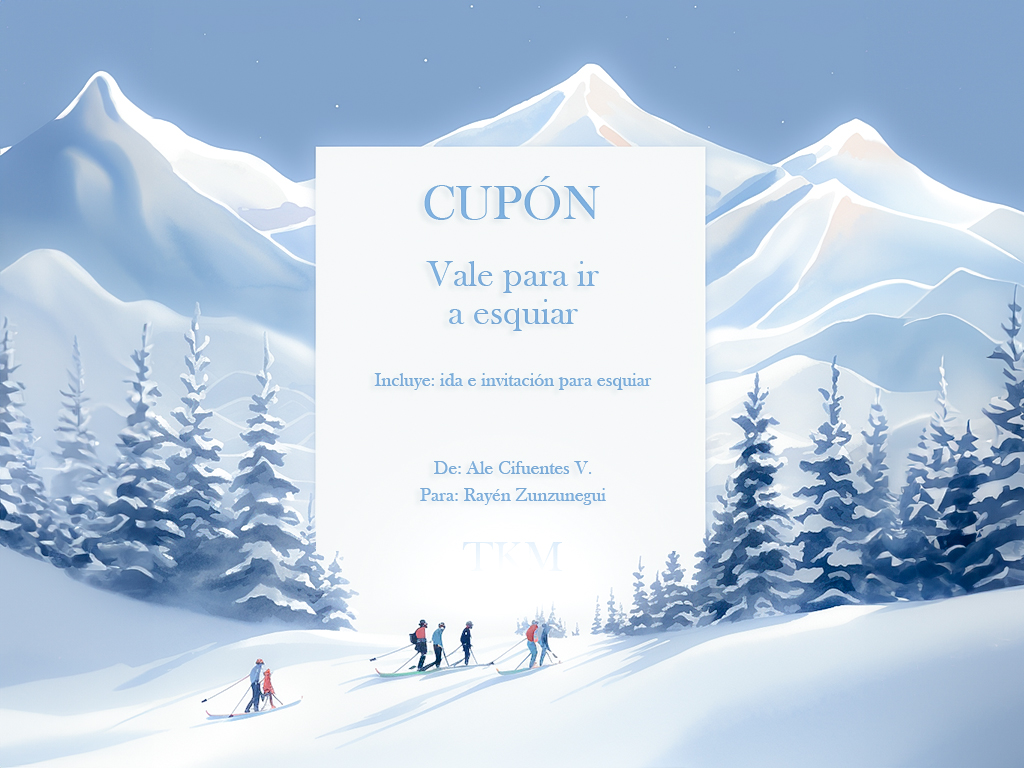 CUPÓN
Vale para ir
a esquiar
Incluye: ida e invitación para esquiar
De: Ale Cifuentes V.
Para: Rayén Zunzunegui
TKM